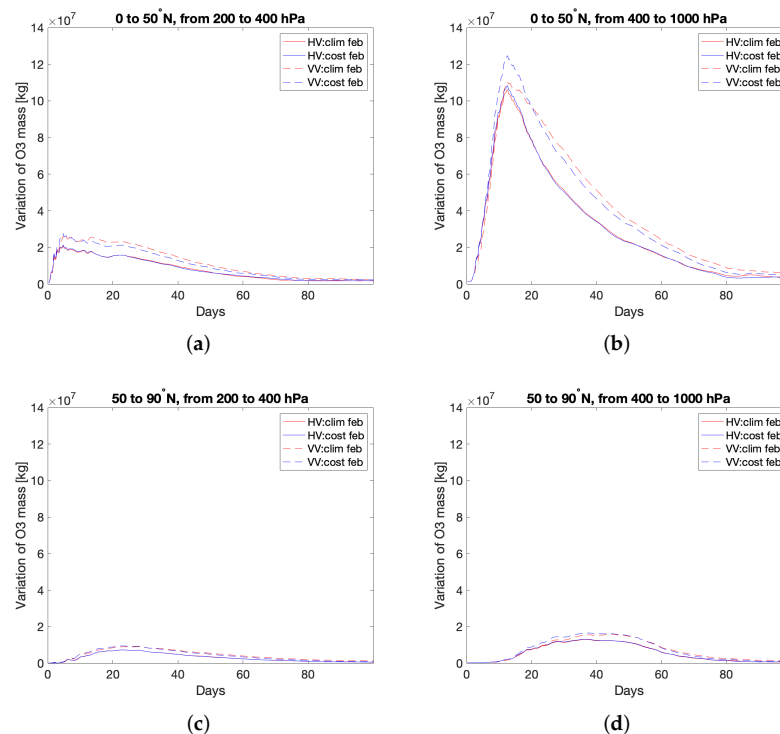 0 to 50°N, from 200 to 400 hPa
×10⁷
14
12
10
8
6
4
2
0
Variation of O3 mass [kg]
HV:clim feb
HV:cost feb
VV:clim feb
VV:cost feb
0 20 40 60 80
Days
(a)
0 to 50°N, from 400 to 1000 hPa
×10⁷
14
12
10
8
6
4
2
0
Variation of O3 mass [kg]
HV:clim feb
HV:cost feb
VV:clim feb
VV:cost feb
0 20 40 60 80
Days
(b)
50 to 90°N, from 200 to 400 hPa
×10⁷
14
12
10
8
6
4
2
0
Variation of O3 mass [kg]
HV:clim feb
HV:cost feb
VV:clim feb
VV:cost feb
0 20 40 60 80
Days
(c)
50 to 90°N, from 400 to 1000 hPa
×10⁷
14
12
10
8
6
4
2
0
Variation of O3 mass [kg]
HV:clim feb
HV:cost feb
VV:clim feb
VV:cost feb
0 20 40 60 80
Days
(d)